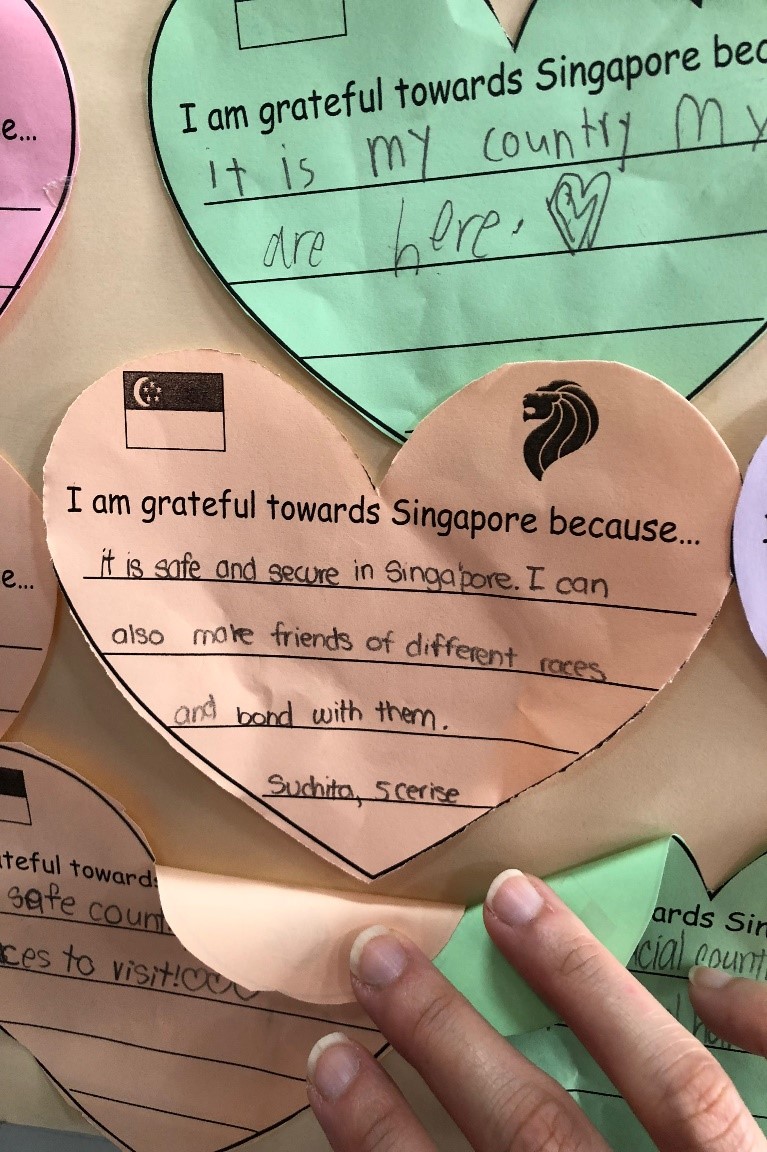 e...
I am grateful towards Singapore bec
it is my country My
are here.
I am grateful towards Singapore because...
it is safe and secure in Singapore. I can
also make friends of different races
and bond with them.
Suchita, 5 cerise
e...
teful toward
safe coun
ces to visit!
ards Sin
cial count